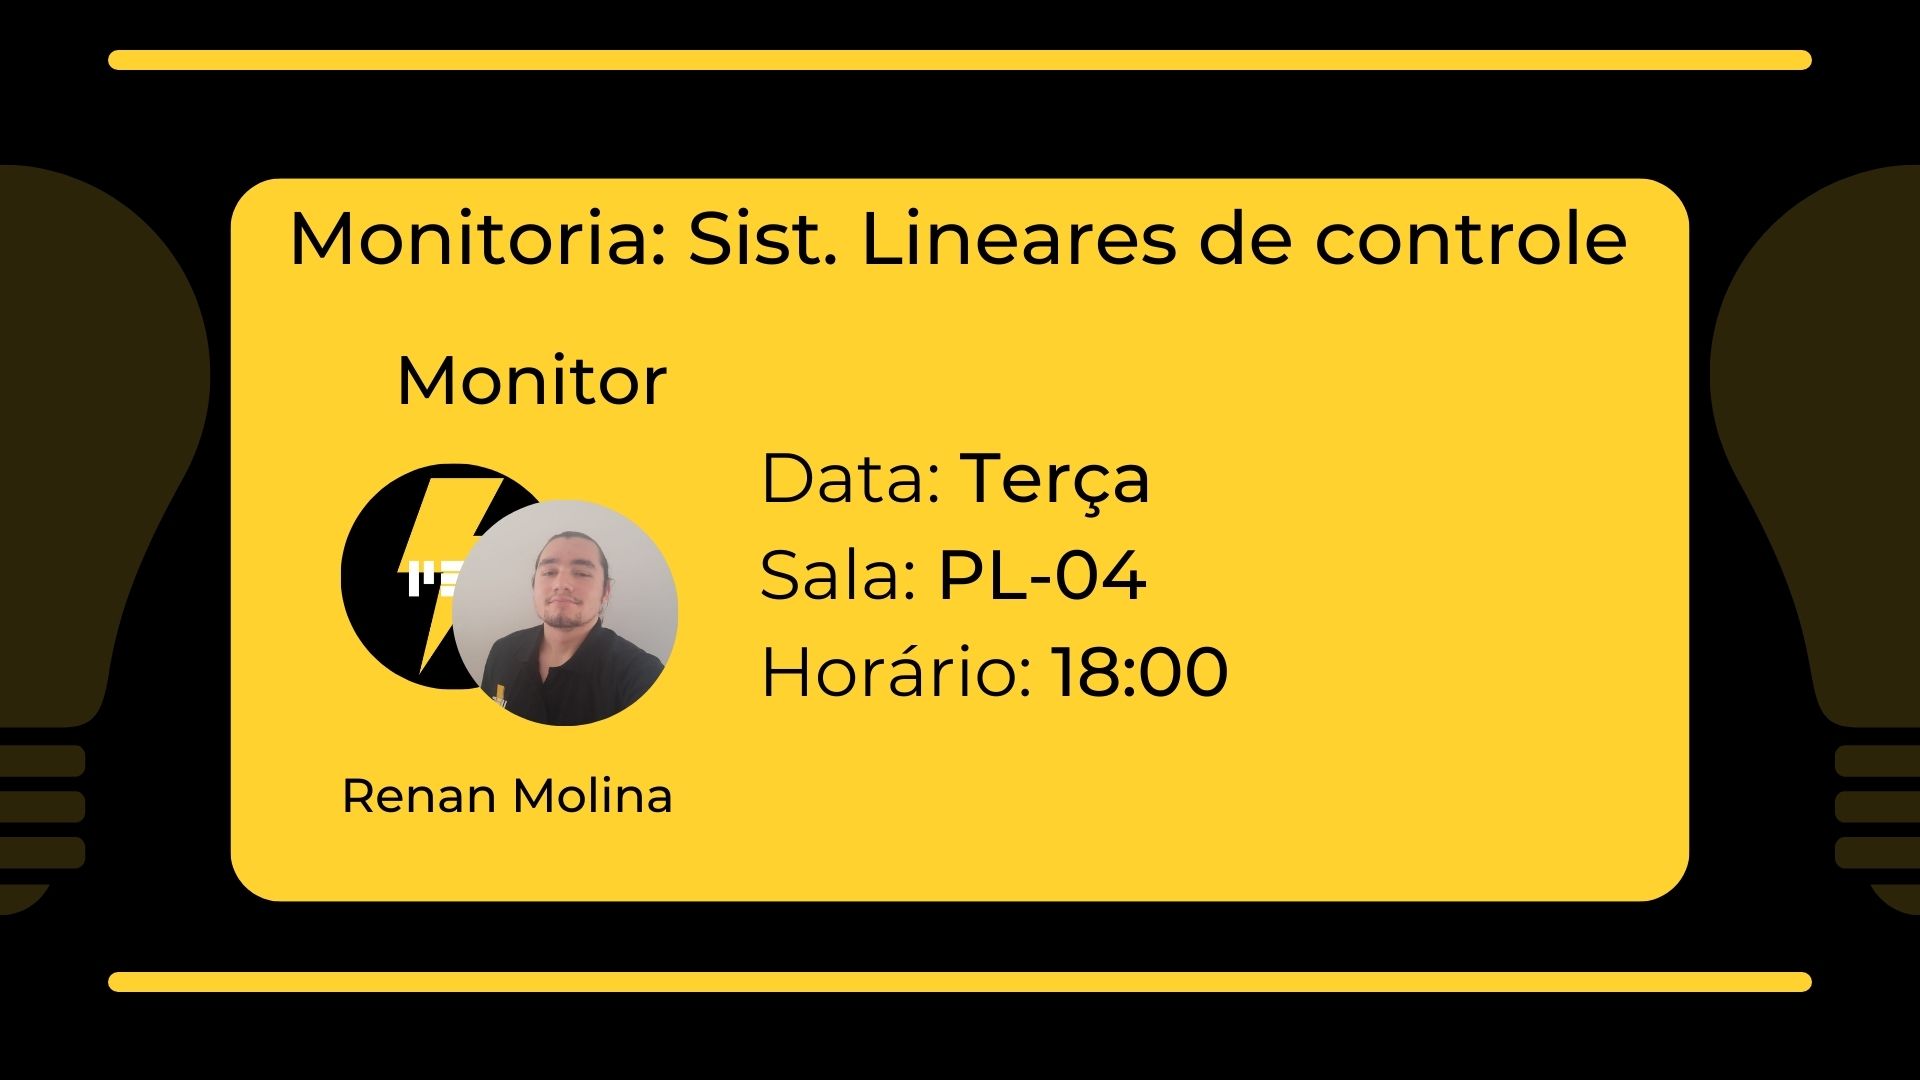 Monitoria: Sist. Lineares de controle
Monitor
Data: Terça
Sala: PL-04
Horário: 18:00
Renan Molina